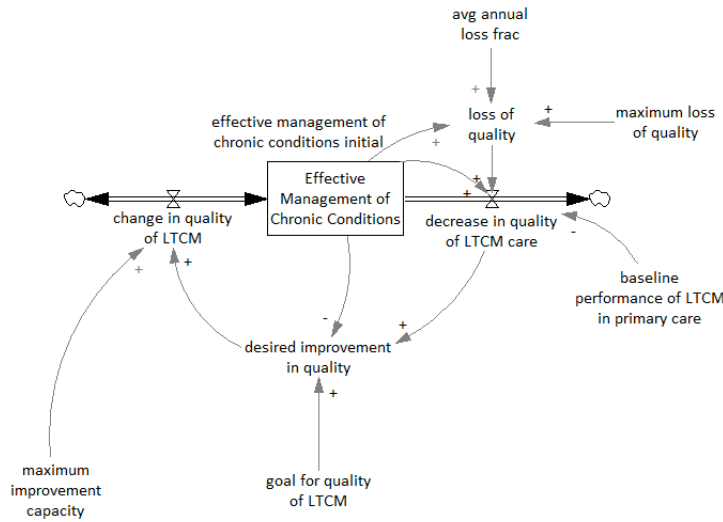 avg annual
loss frac
+
effective management of
chronic conditions initial
+
loss of
quality
+
maximum loss
of quality
Effective
Management of
Chronic Conditions
+
+
change in quality
of LTCM
+
+
decrease in quality
of LTCM care
-
baseline
performance of LTCM
in primary care
-
+
desired improvement
in quality
+
maximum
improvement
capacity
goal for quality
of LTCM